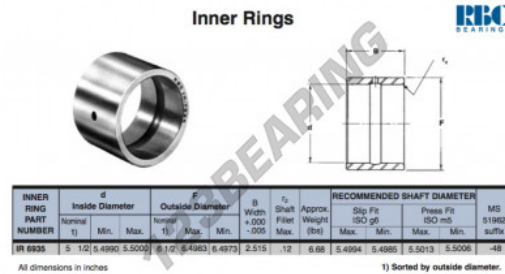 Inner Rings
RBC
BEARINGS
123BEARING
B
rₛ
d
F
INNER RING PART NUMBER
d Inside Diameter
Nominal 1) Min. Max.
F Outside Diameter
Nominal 1) Min. Max.
B Width +.000 -.005
rₛ Shaft Fillet Max.
Approx. Weight (lbs)
RECOMMENDED SHAFT DIAMETER
Slip Fit ISO g6
Max. Min.
Press Fit ISO m5
Max. Min.
MS 51962 suffix
IR 6935 5 1/2 5.4990 5.5000 6 1/2 6.4983 6.4973 2.515 .12 6.68 5.4994 5.4985 5.5013 5.5006 -48
All dimensions in inches
1) Sorted by outside diameter.